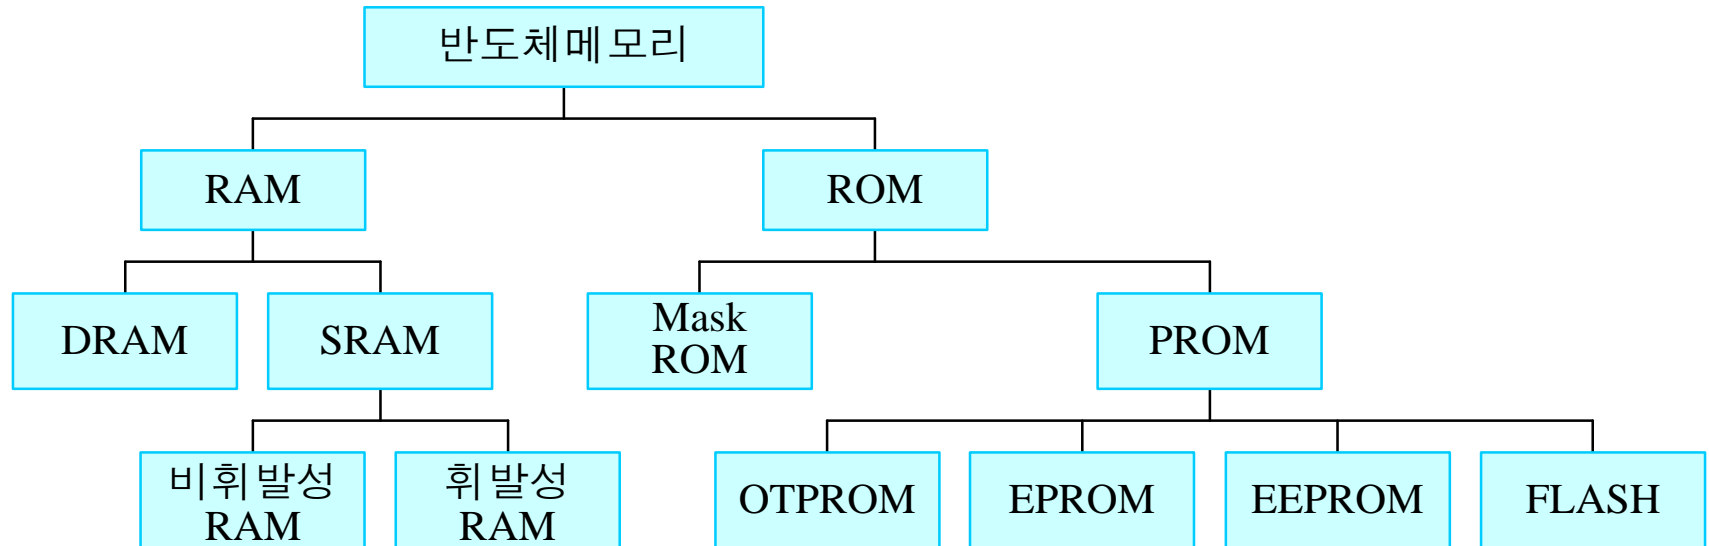 반도체메모리
RAM
ROM
DRAM
SRAM
Mask
ROM
PROM
비휘발성
RAM
휘발성
RAM
OTPROM
EPROM
EEPROM
FLASH